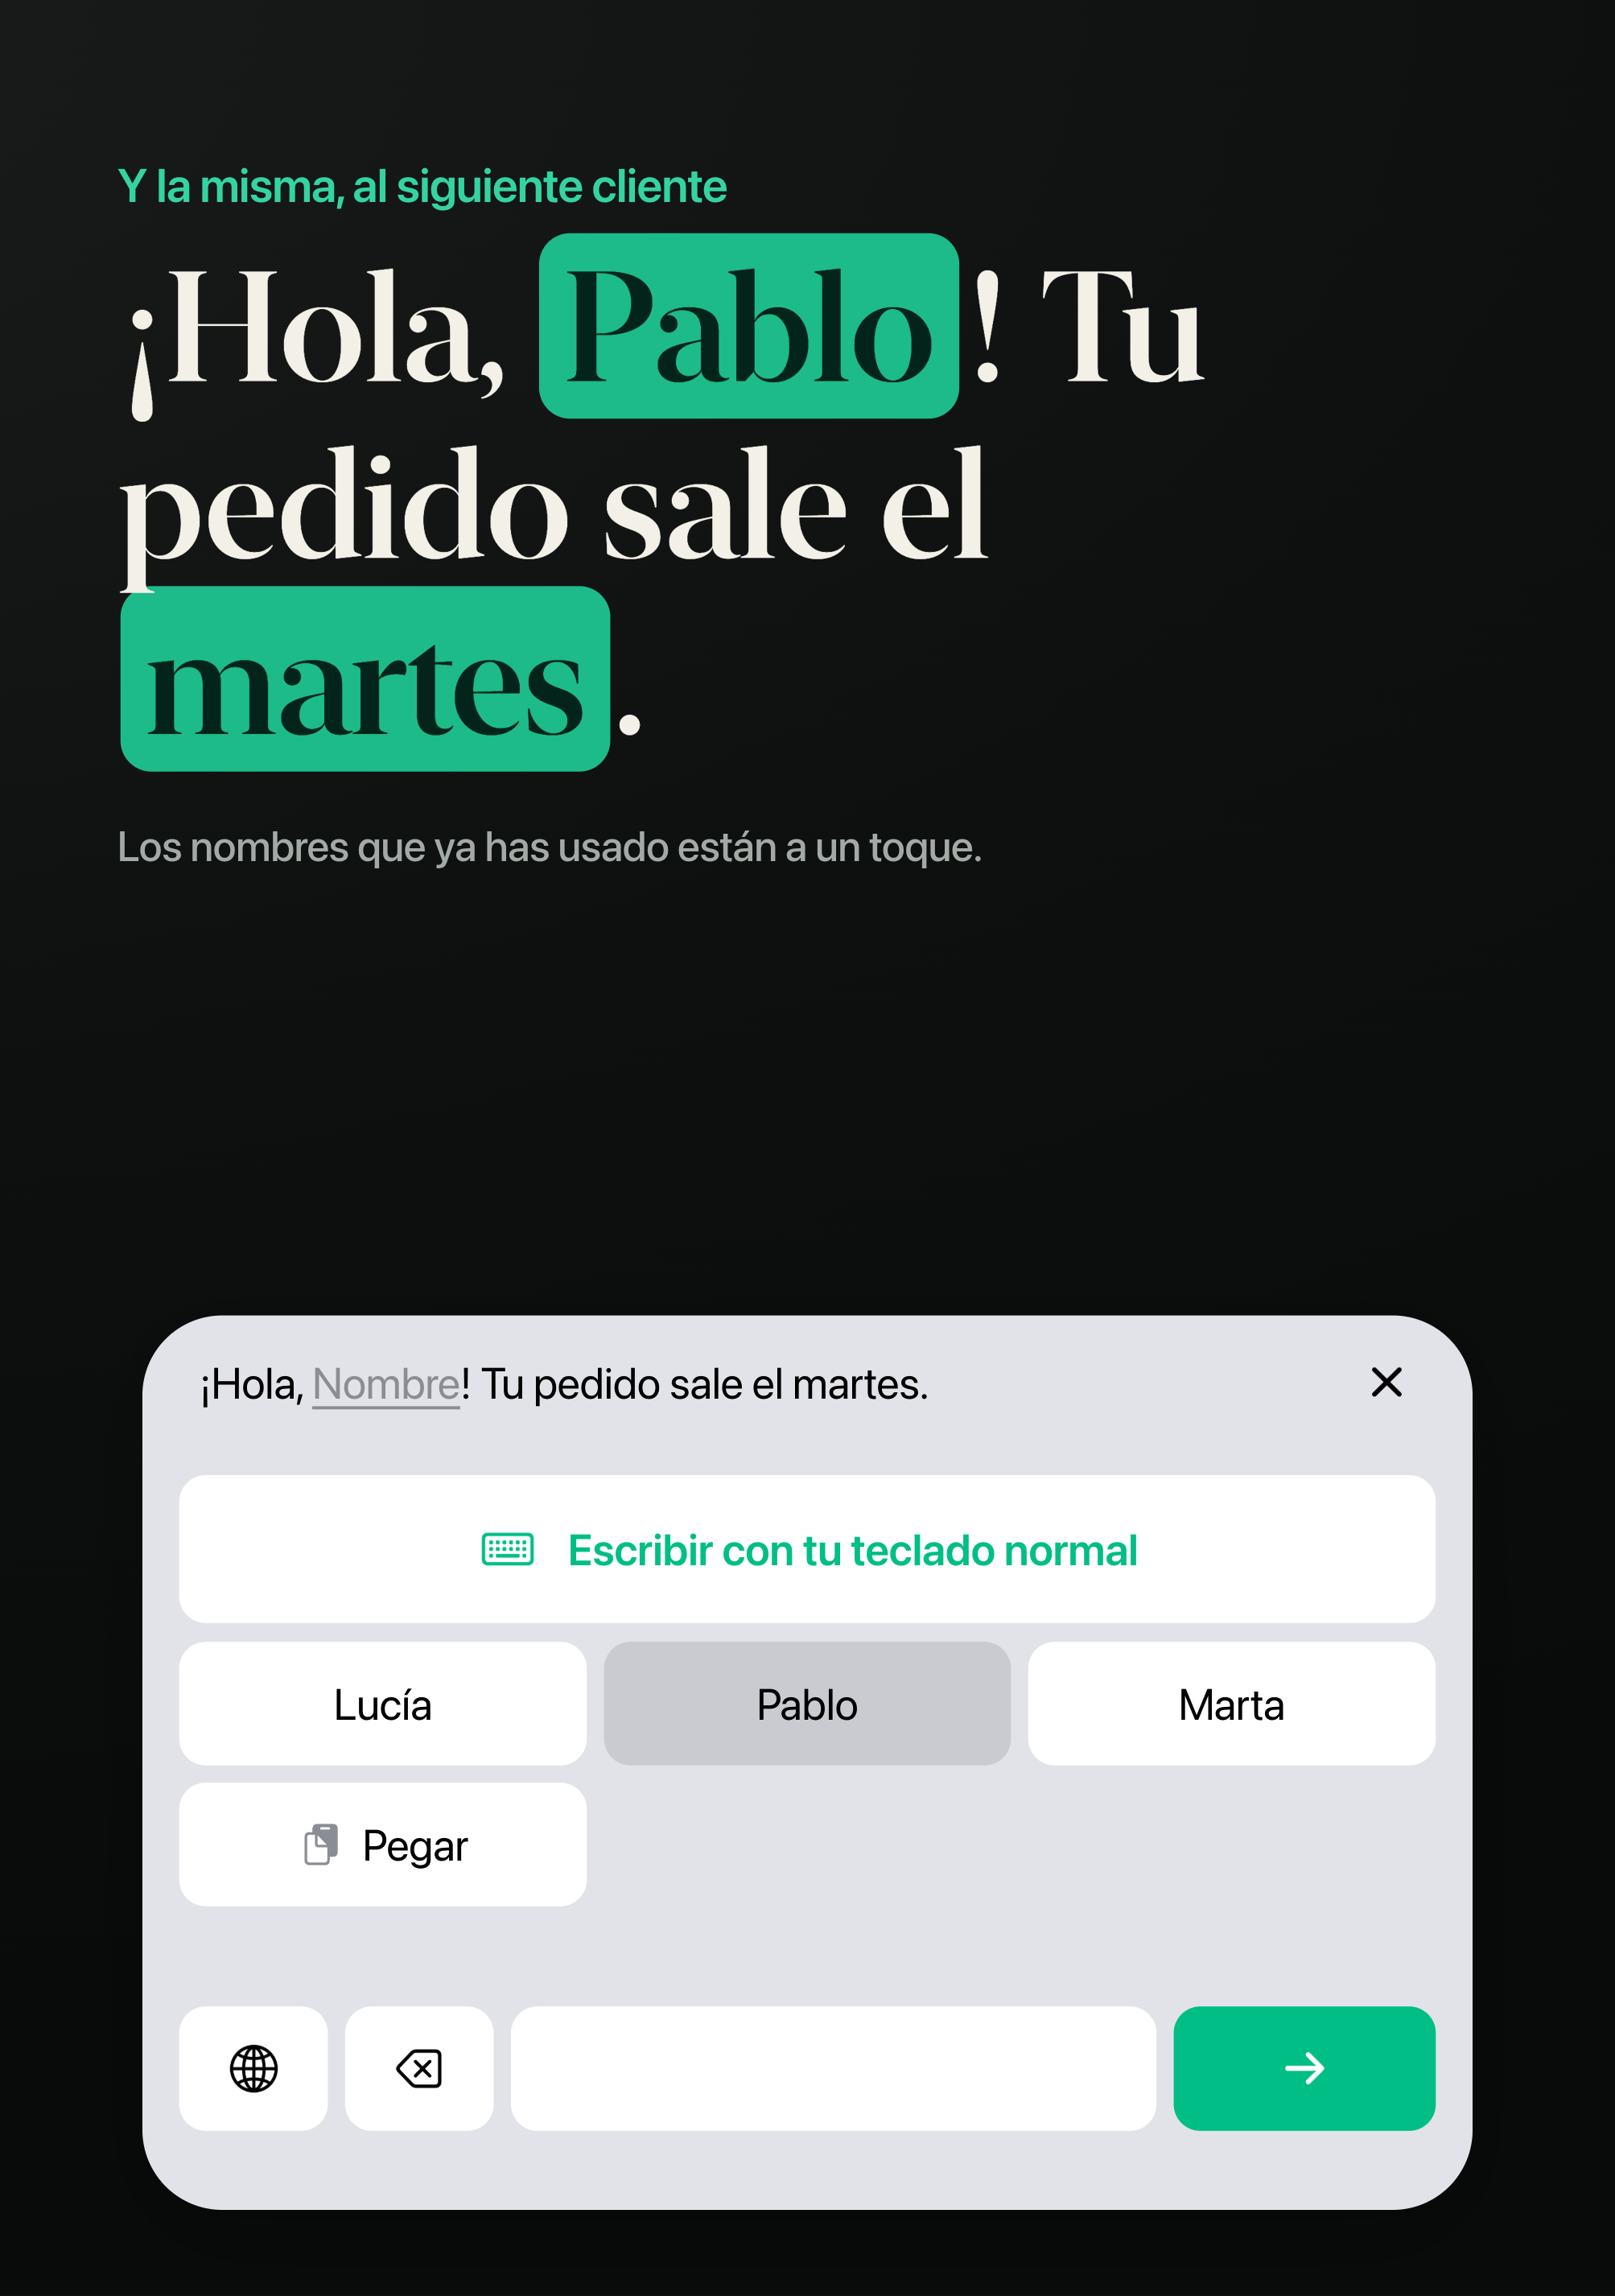 Y la misma, al siguiente cliente
¡Hola, Pablo! Tu
pedido sale el
martes.
Los nombres que ya has usado están a un toque.
¡Hola, Nombre! Tu pedido sale el martes.
Escribir con tu teclado normal
Lucía
Pablo
Marta
Pegar